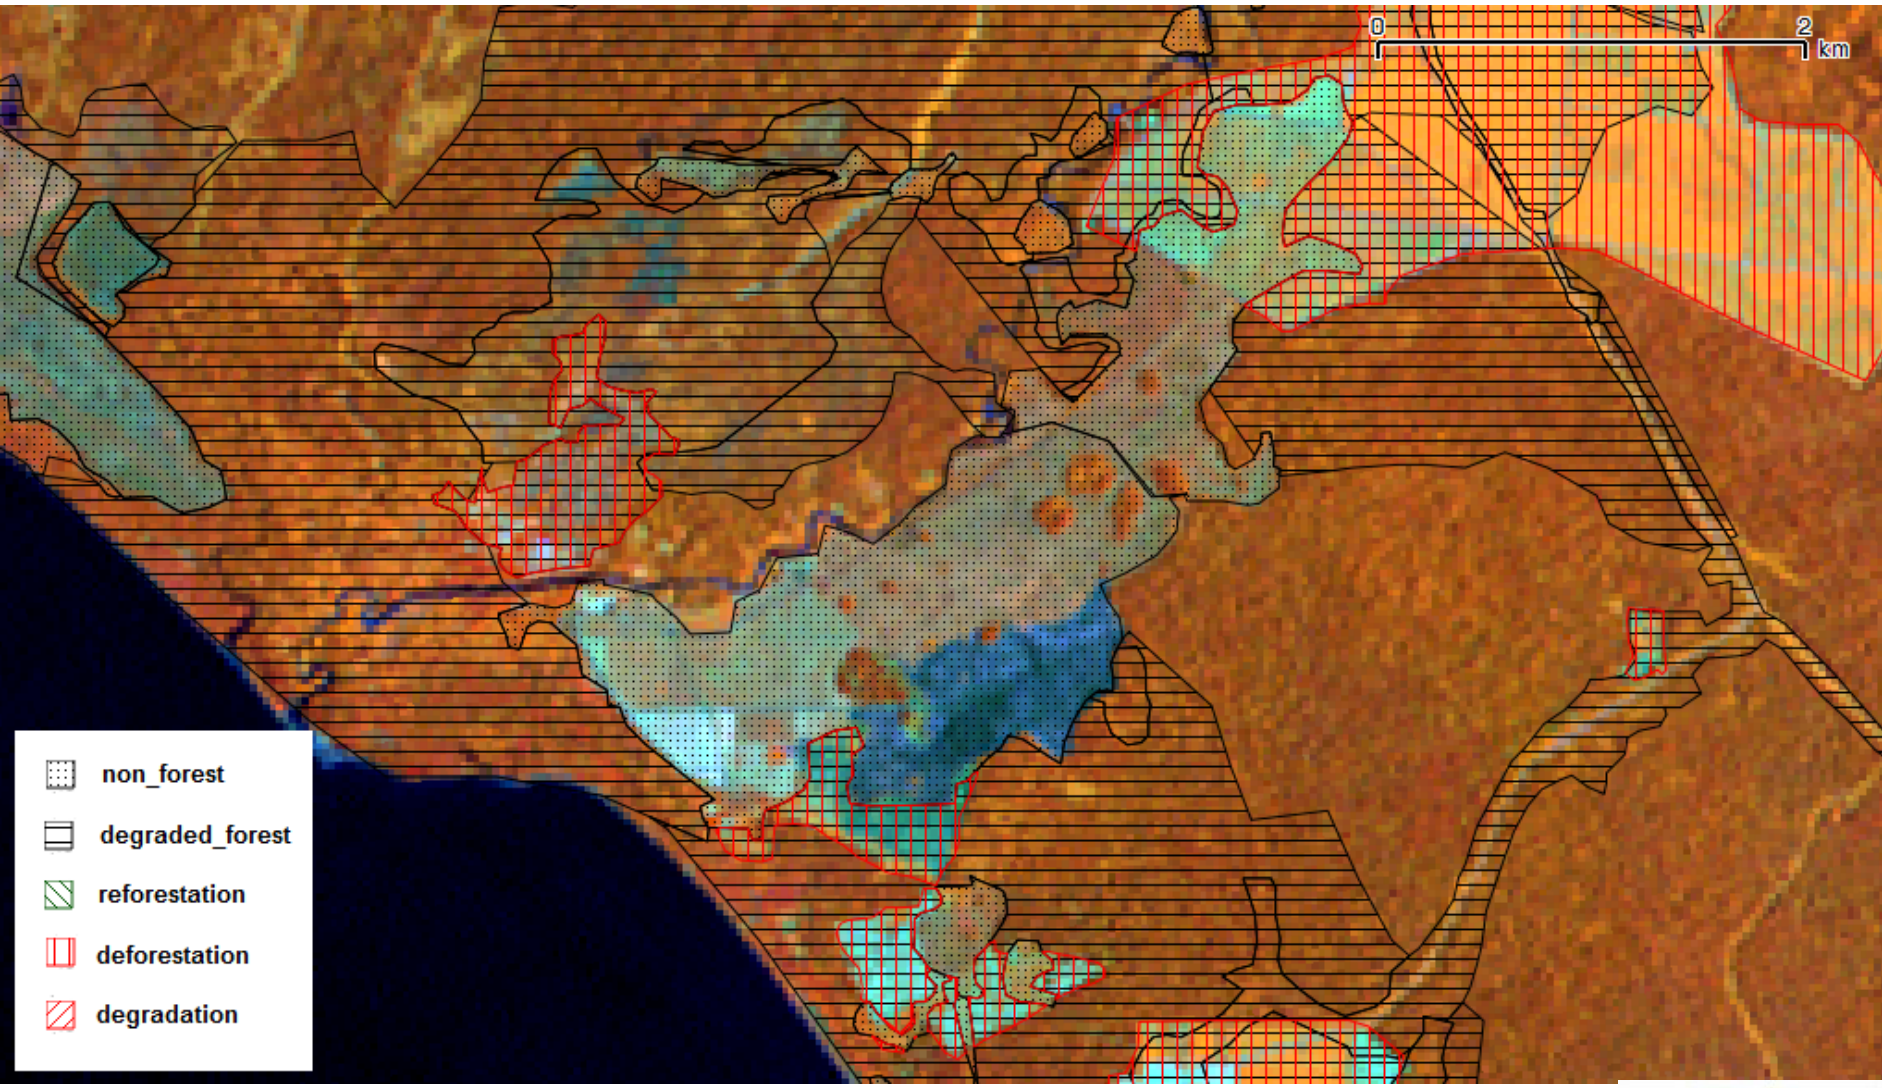 0 2
km
non_forest
degraded_forest
reforestation
deforestation
degradation